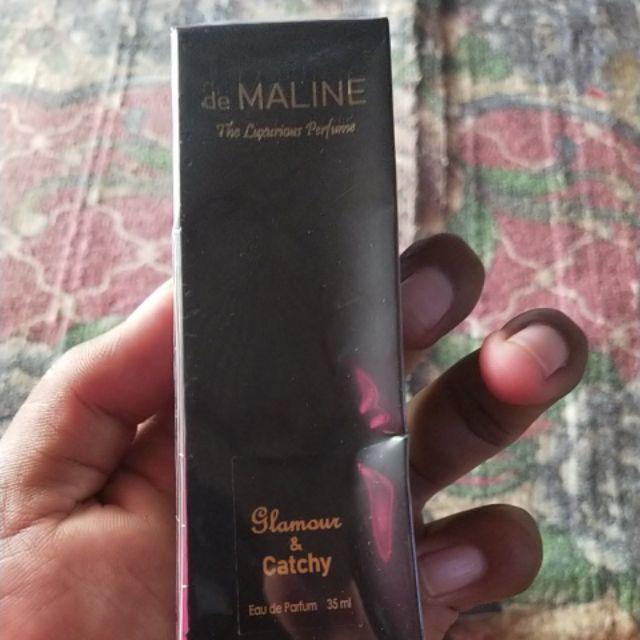 de MALINE
The Luxurious Perfume
Glamour
&
Catchy
Eau de Parfum 35 ml